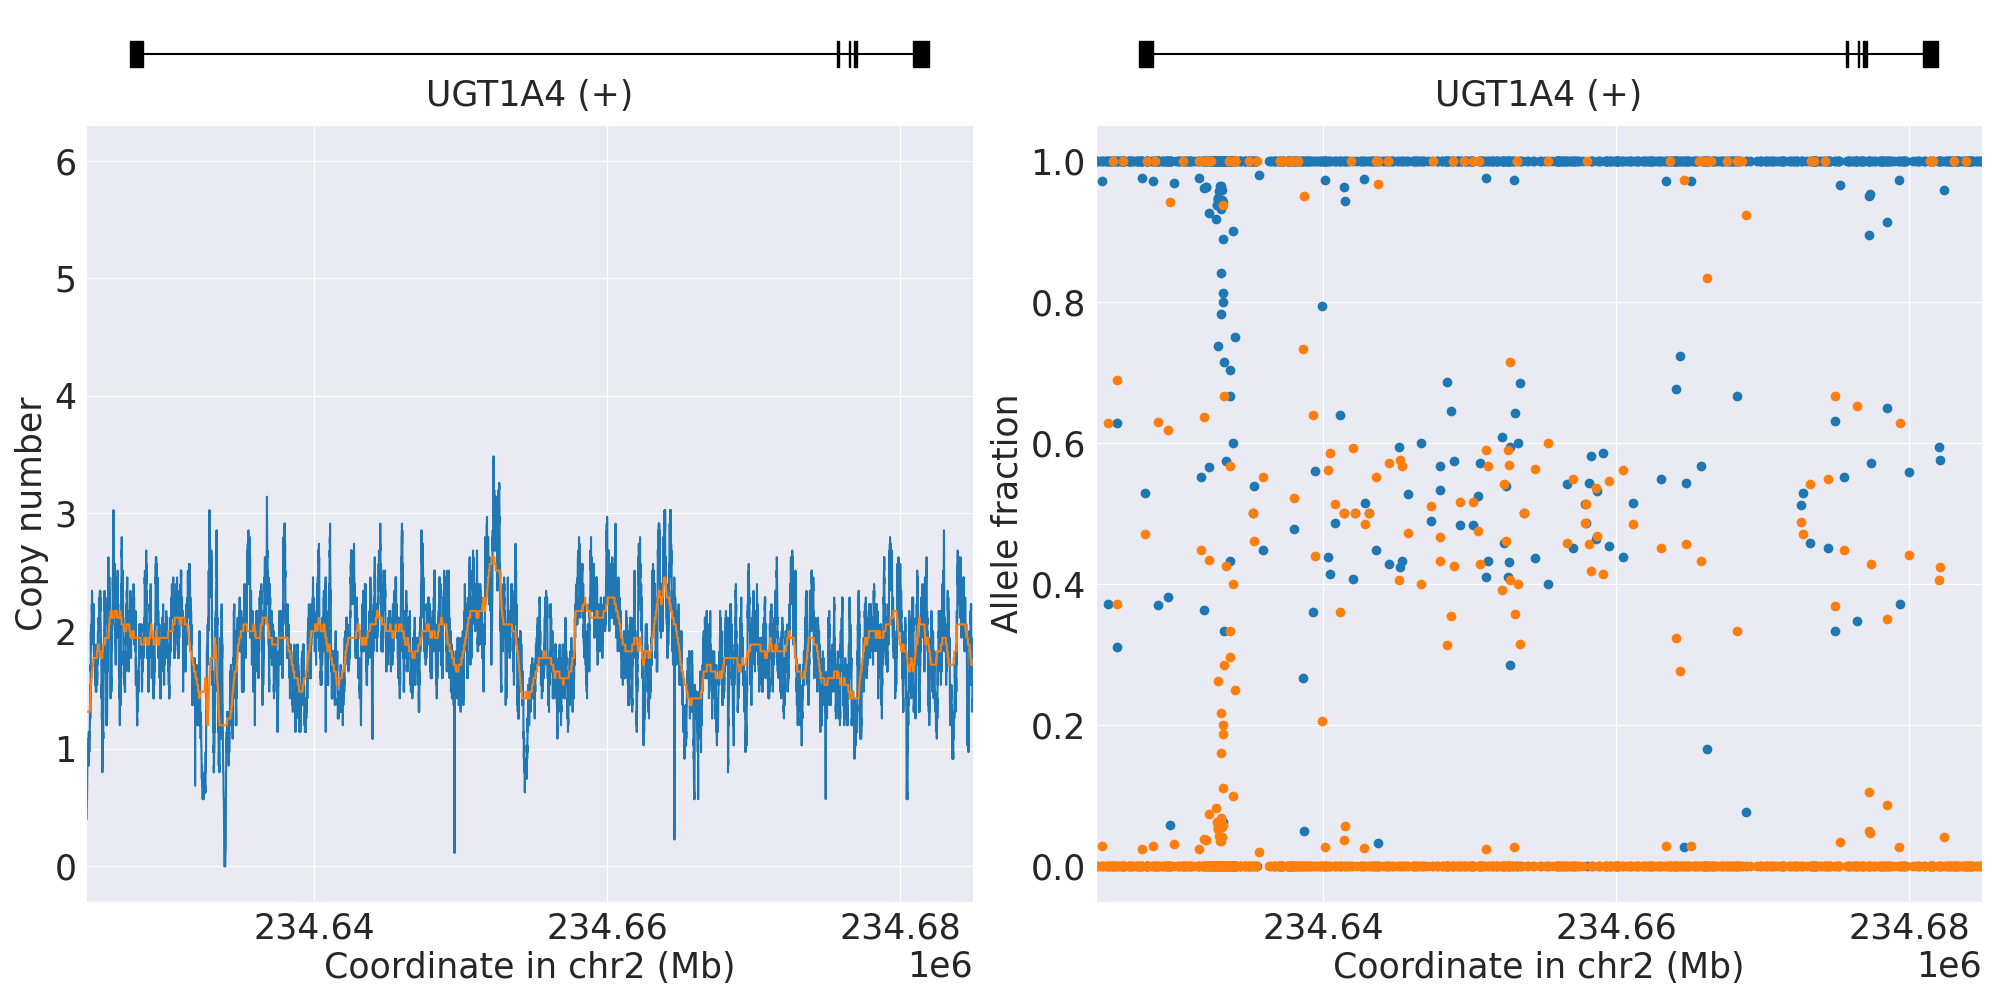 UGT1A4 (+)
6
5
4
3
2
1
0
Copy number
234.64
234.66
234.68
Coordinate in chr2 (Mb)
1e6
UGT1A4 (+)
1.0
0.8
0.6
0.4
0.2
0.0
Allele fraction
234.64
234.66
234.68
Coordinate in chr2 (Mb)
1e6